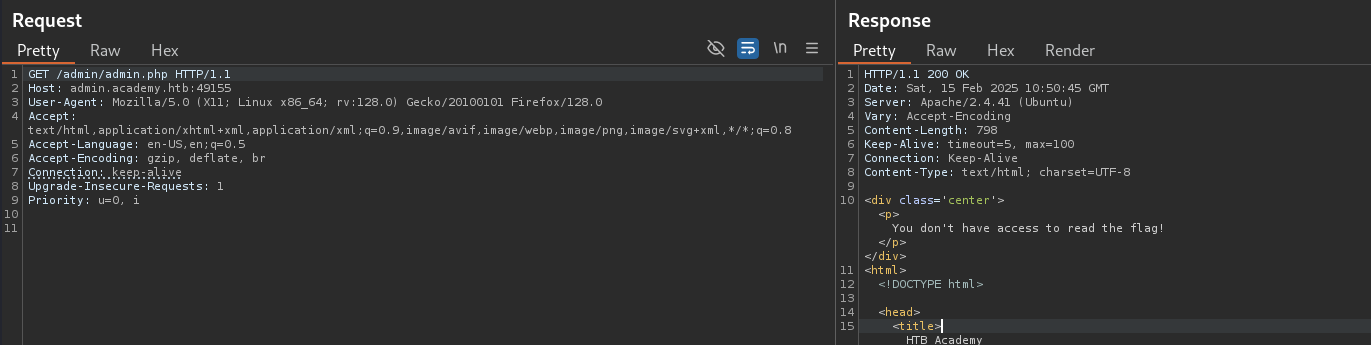 Request
Pretty Raw Hex
\n
1 GET /admin/admin.php HTTP/1.1
2 Host: admin.academy.htb:49155
3 User-Agent: Mozilla/5.0 (X11; Linux x86_64; rv:128.0) Gecko/20100101 Firefox/128.0
4 Accept:
text/html,application/xhtml+xml,application/xml;q=0.9,image/avif,image/webp,image/png,image/svg+xml,*/*;q=0.8
5 Accept-Language: en-US,en;q=0.5
6 Accept-Encoding: gzip, deflate, br
7 Connection: keep-alive
8 Upgrade-Insecure-Requests: 1
9 Priority: u=0, i
10
11
Response
Pretty Raw Hex Render
1 HTTP/1.1 200 OK
2 Date: Sat, 15 Feb 2025 10:50:45 GMT
3 Server: Apache/2.4.41 (Ubuntu)
4 Vary: Accept-Encoding
5 Content-Length: 798
6 Keep-Alive: timeout=5, max=100
7 Connection: Keep-Alive
8 Content-Type: text/html; charset=UTF-8
9
10 <div class='center'>
<p>
You don't have access to read the flag!
</p>
</div>
11 <html>
12 <!DOCTYPE html>
13
14 <head>
15 <title>
HTB Academy